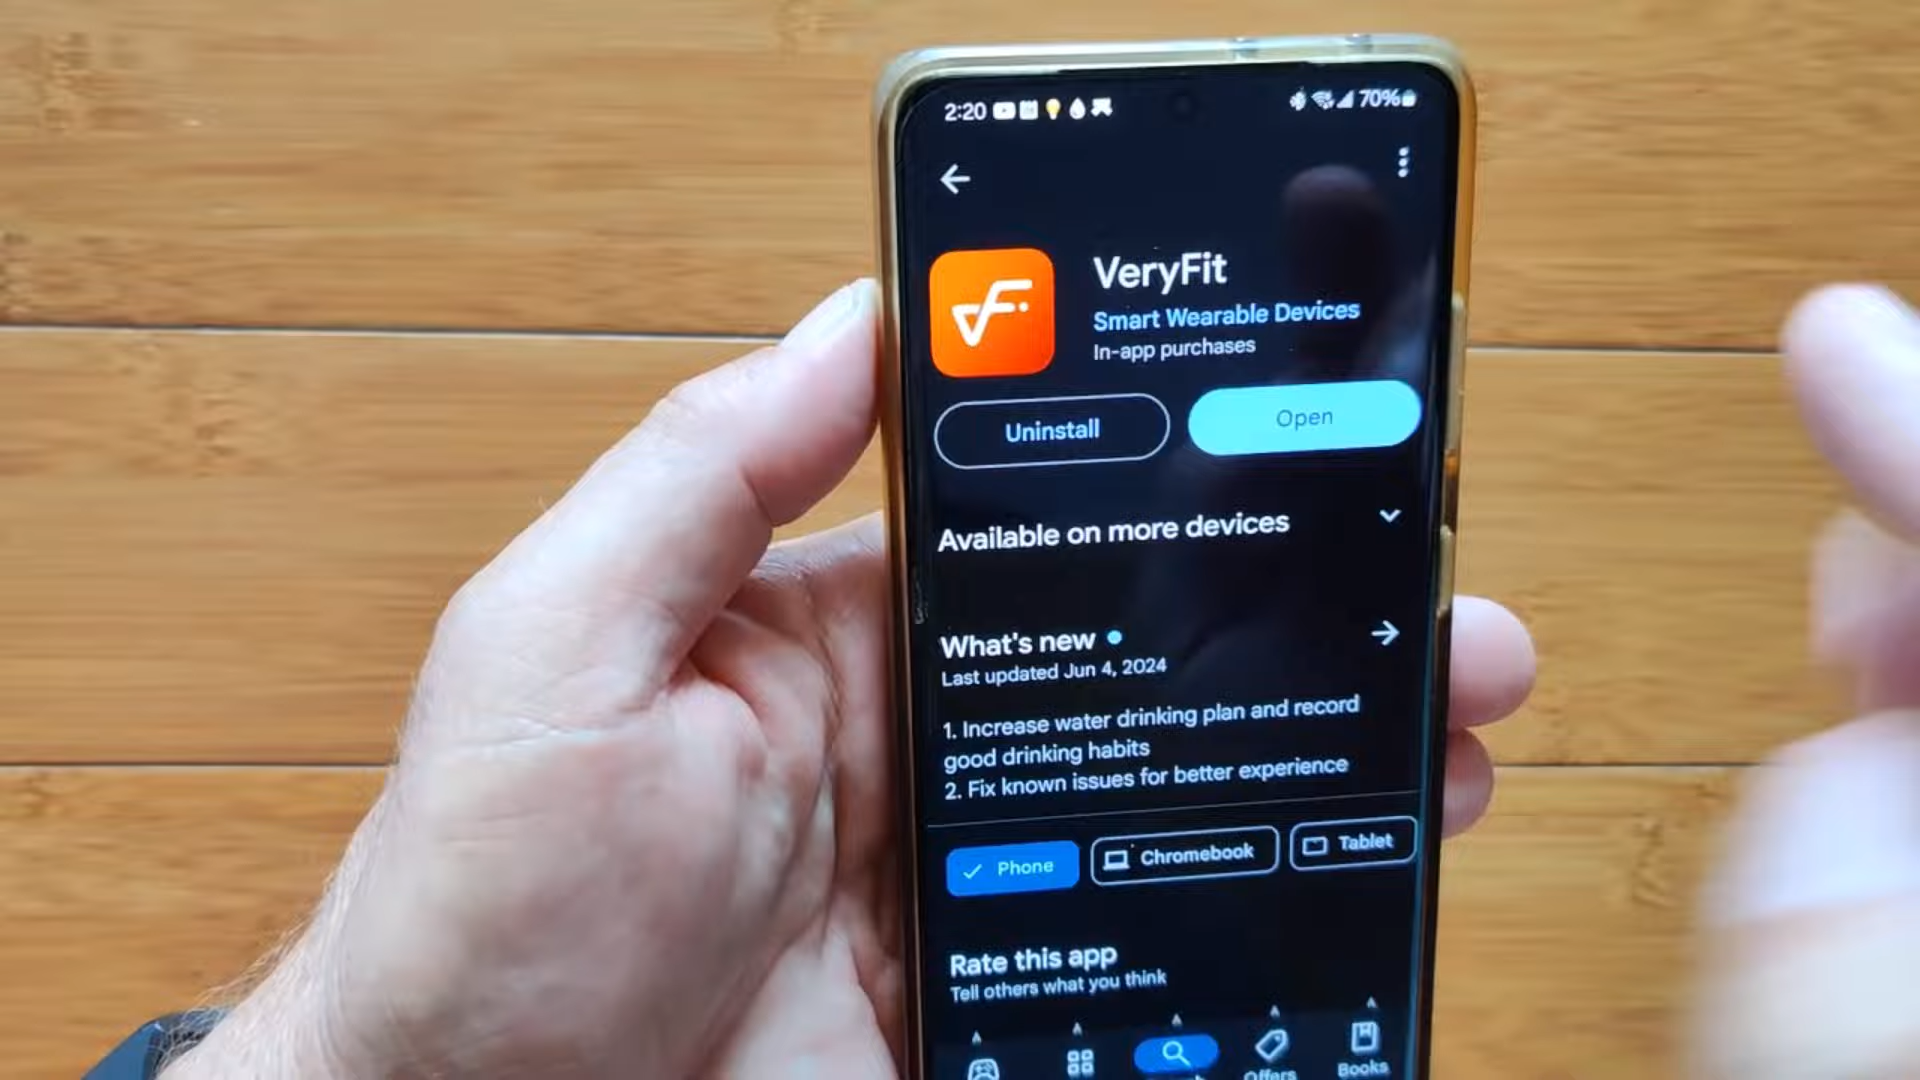 2:20
70%
VeryFit
Smart Wearable Devices
In-app purchases
Uninstall
Open
Available on more devices
What's new
Last updated Jun 4, 2024
1. Increase water drinking plan and record
good drinking habits
2. Fix known issues for better experience
Phone
Chromebook
Tablet
Rate this app
Tell others what you think
Offers
Books